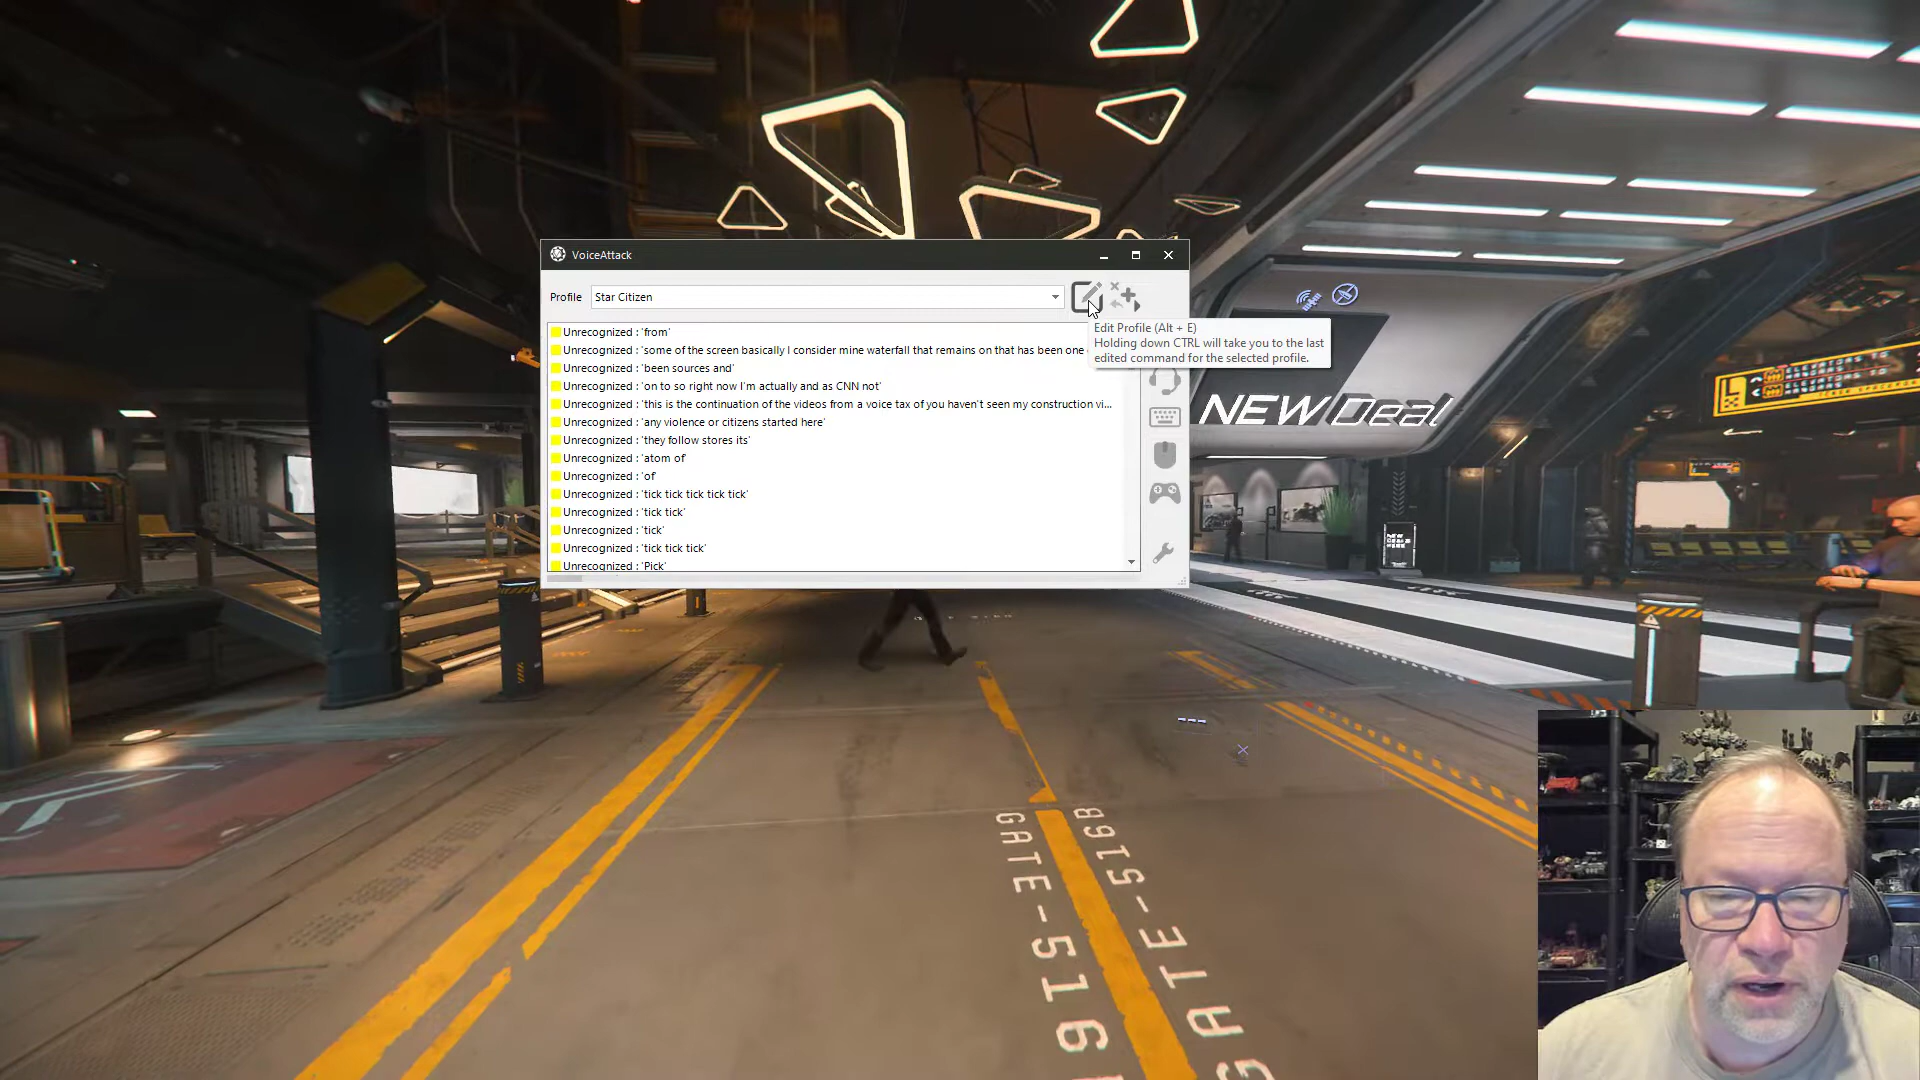 VoiceAttack
Profile
Star Citizen
Unrecognized : 'from'
Unrecognized : 'some of the screen basically I consider mine waterfall that remains on that has been one
Unrecognized : 'been sources and'
Unrecognized : 'on to so right now I'm actually and as CNN not'
Unrecognized : 'this is the continuation of the videos from a voice tax of you haven't seen my construction vi...
Unrecognized : 'any violence or citizens started here'
Unrecognized : 'they follow stores its'
Unrecognized : 'atom of'
Unrecognized : 'of'
Unrecognized : 'tick tick tick tick tick'
Unrecognized : 'tick tick'
Unrecognized : 'tick'
Unrecognized : 'tick tick tick'
Unrecognized : 'Pick'
Edit Profile (Alt + E)
Holding down CTRL will take you to the last
edited command for the selected profile.
NEW Deal
L
GATE-5168
GATE-516